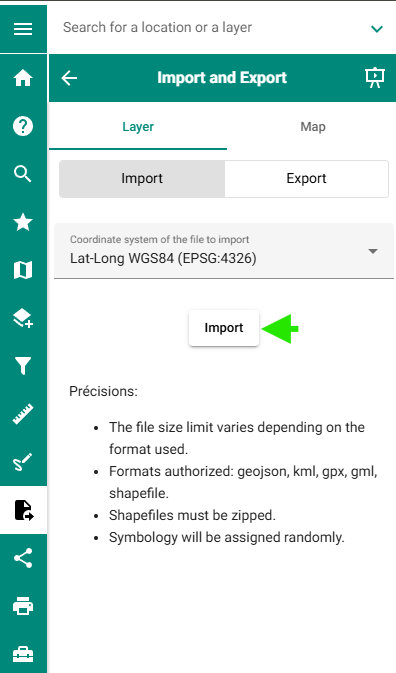 Search for a location or a layer
Import and Export
Layer Map
Import Export
Coordinate system of the file to import
Lat-Long WGS84 (EPSG:4326)
Import
Précisions:
• The file size limit varies depending on the
format used.
• Formats authorized: geojson, kml, gpx, gml,
shapefile.
• Shapefiles must be zipped.
• Symbology will be assigned randomly.